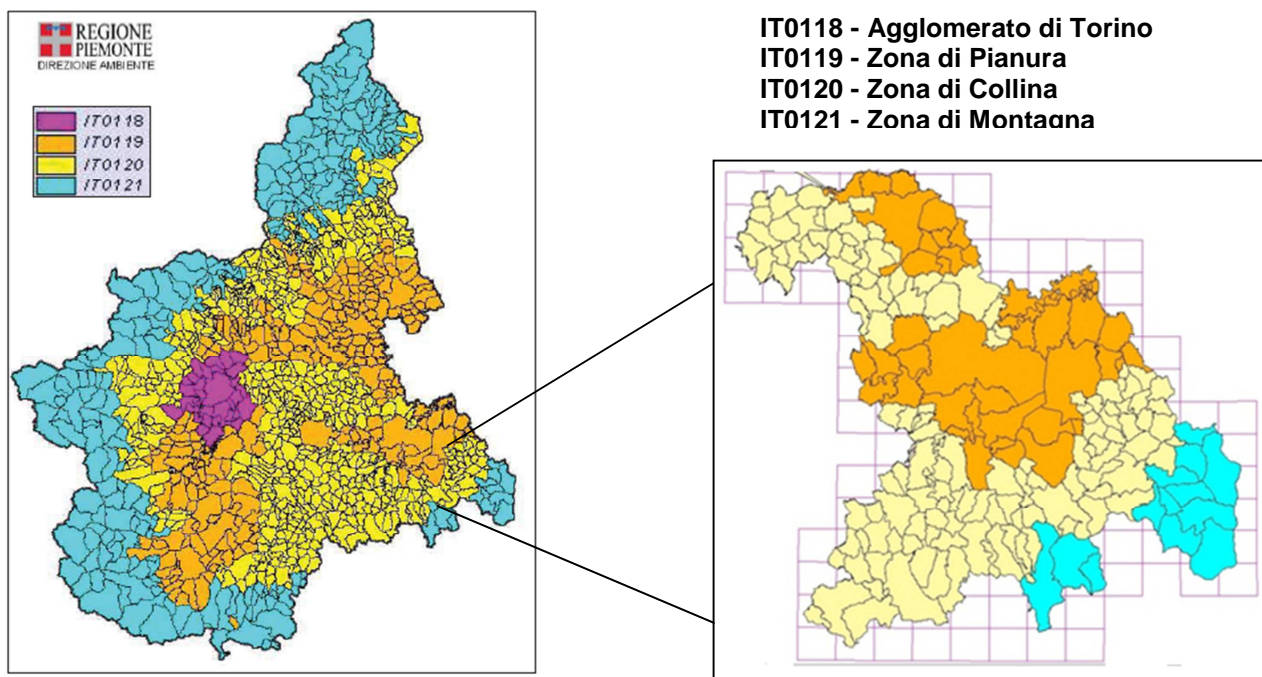 REGIONE
PIEMONTE
DIREZIONE AMBIENTE
IT0118
IT0119
IT0120
IT0121
IT0118 - Agglomerato di Torino
IT0119 - Zona di Pianura
IT0120 - Zona di Collina
IT0121 - Zona di Montagna